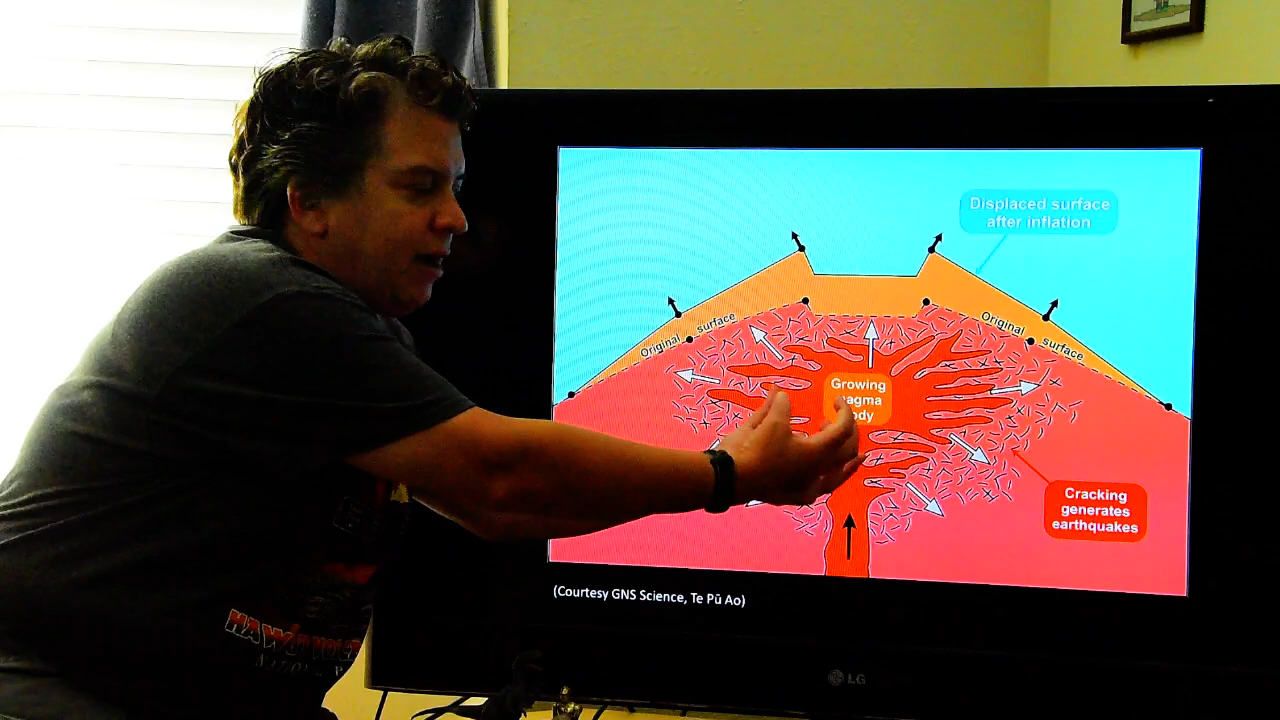 Displaced surface
after inflation
Original surface
Original surface
Growing
body
Cracking
generates
earthquakes
(Courtesy GNS Science, Te Pū Ao)
LG